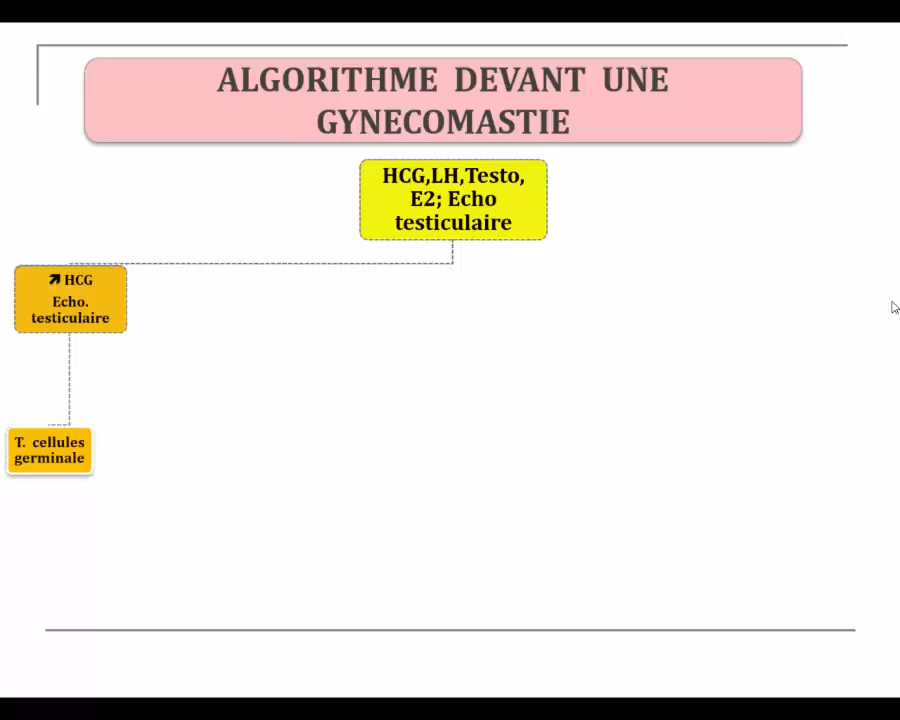 ALGORITHME DEVANT UNE
GYNECOMASTIE
HCG,LH,Testo,
E2; Echo
testiculaire
↗ HCG
Echo.
testiculaire
T. cellules
germinale